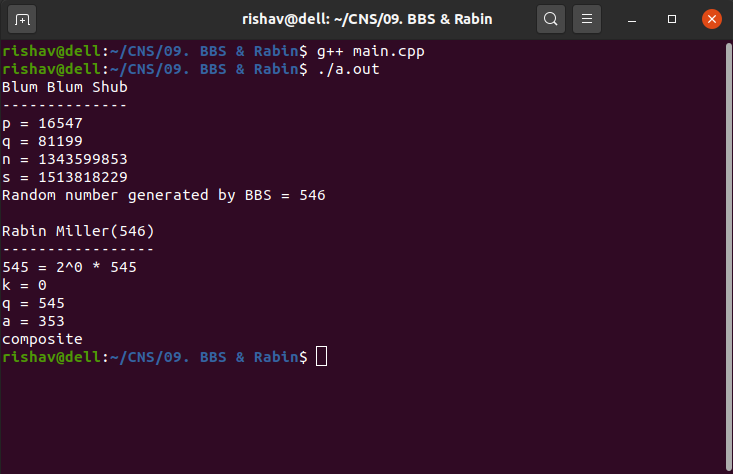 rishav@dell: ~/CNS/09. BBS & Rabin
rishav@dell:~/CNS/09. BBS & Rabin$ g++ main.cpp
rishav@dell:~/CNS/09. BBS & Rabin$ ./a.out
Blum Blum Shub
--------------
p = 16547
q = 81199
n = 1343599853
s = 1513818229
Random number generated by BBS = 546
Rabin Miller(546)
-----------------
545 = 2^0 * 545
k = 0
q = 545
a = 353
composite
rishav@dell:~/CNS/09. BBS & Rabin$